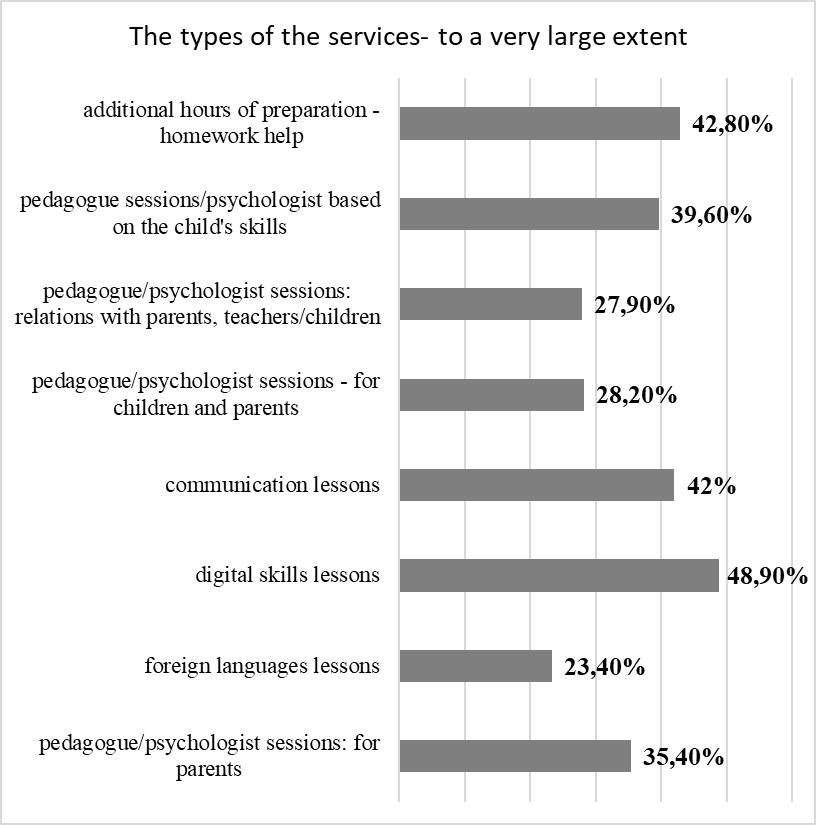 The types of the services- to a very large extent
additional hours of preparation -
homework help
42,80%
pedagogue sessions/psychologist based
on the child's skills
39,60%
pedagogue/psychologist sessions:
relations with parents, teachers/children
27,90%
pedagogue/psychologist sessions - for
children and parents
28,20%
communication lessons
42%
digital skills lessons
48,90%
foreign languages lessons
23,40%
pedagogue/psychologist sessions: for
parents
35,40%